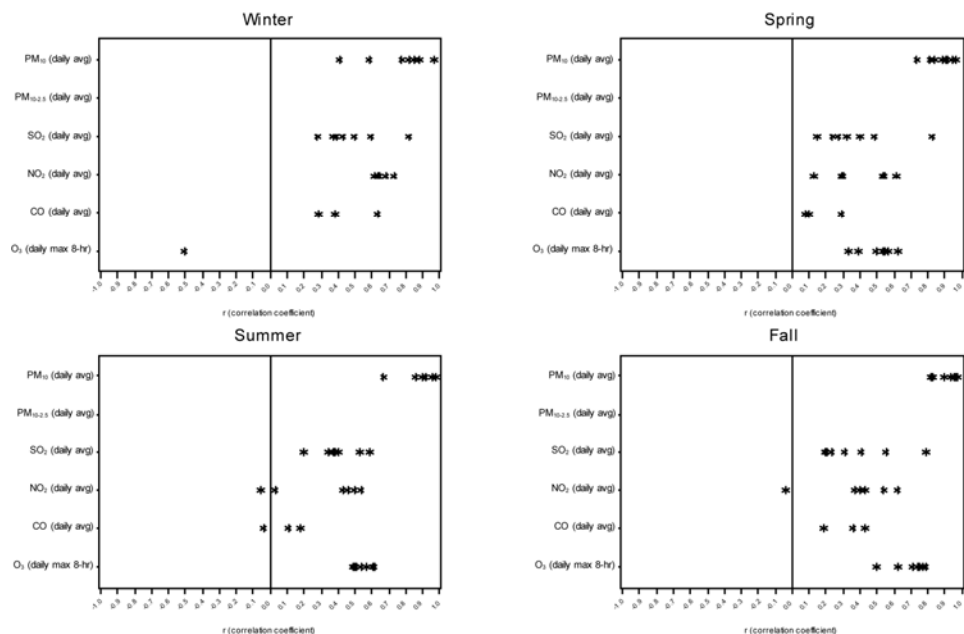 Winter
PM₁₀ (daily avg)
PM₁₀₋₂.₅ (daily avg)
SO₂ (daily avg)
NO₂ (daily avg)
CO (daily avg)
O₃ (daily max 8-hr)
-1.0 -0.9 -0.8 -0.7 -0.6 -0.5 -0.4 -0.3 -0.2 -0.1 0.0 0.1 0.2 0.3 0.4 0.5 0.6 0.7 0.8 0.9 1.0
r (correlation coefficient)
Spring
PM₁₀ (daily avg)
PM₁₀₋₂.₅ (daily avg)
SO₂ (daily avg)
NO₂ (daily avg)
CO (daily avg)
O₃ (daily max 8-hr)
-1.0 -0.9 -0.8 -0.7 -0.6 -0.5 -0.4 -0.3 -0.2 -0.1 0.0 0.1 0.2 0.3 0.4 0.5 0.6 0.7 0.8 0.9 1.0
r (correlation coefficient)
Summer
PM₁₀ (daily avg)
PM₁₀₋₂.₅ (daily avg)
SO₂ (daily avg)
NO₂ (daily avg)
CO (daily avg)
O₃ (daily max 8-hr)
-1.0 -0.9 -0.8 -0.7 -0.6 -0.5 -0.4 -0.3 -0.2 -0.1 0.0 0.1 0.2 0.3 0.4 0.5 0.6 0.7 0.8 0.9 1.0
r (correlation coefficient)
Fall
PM₁₀ (daily avg)
PM₁₀₋₂.₅ (daily avg)
SO₂ (daily avg)
NO₂ (daily avg)
CO (daily avg)
O₃ (daily max 8-hr)
-1.0 -0.9 -0.8 -0.7 -0.6 -0.5 -0.4 -0.3 -0.2 -0.1 0.0 0.1 0.2 0.3 0.4 0.5 0.6 0.7 0.8 0.9 1.0
r (correlation coefficient)